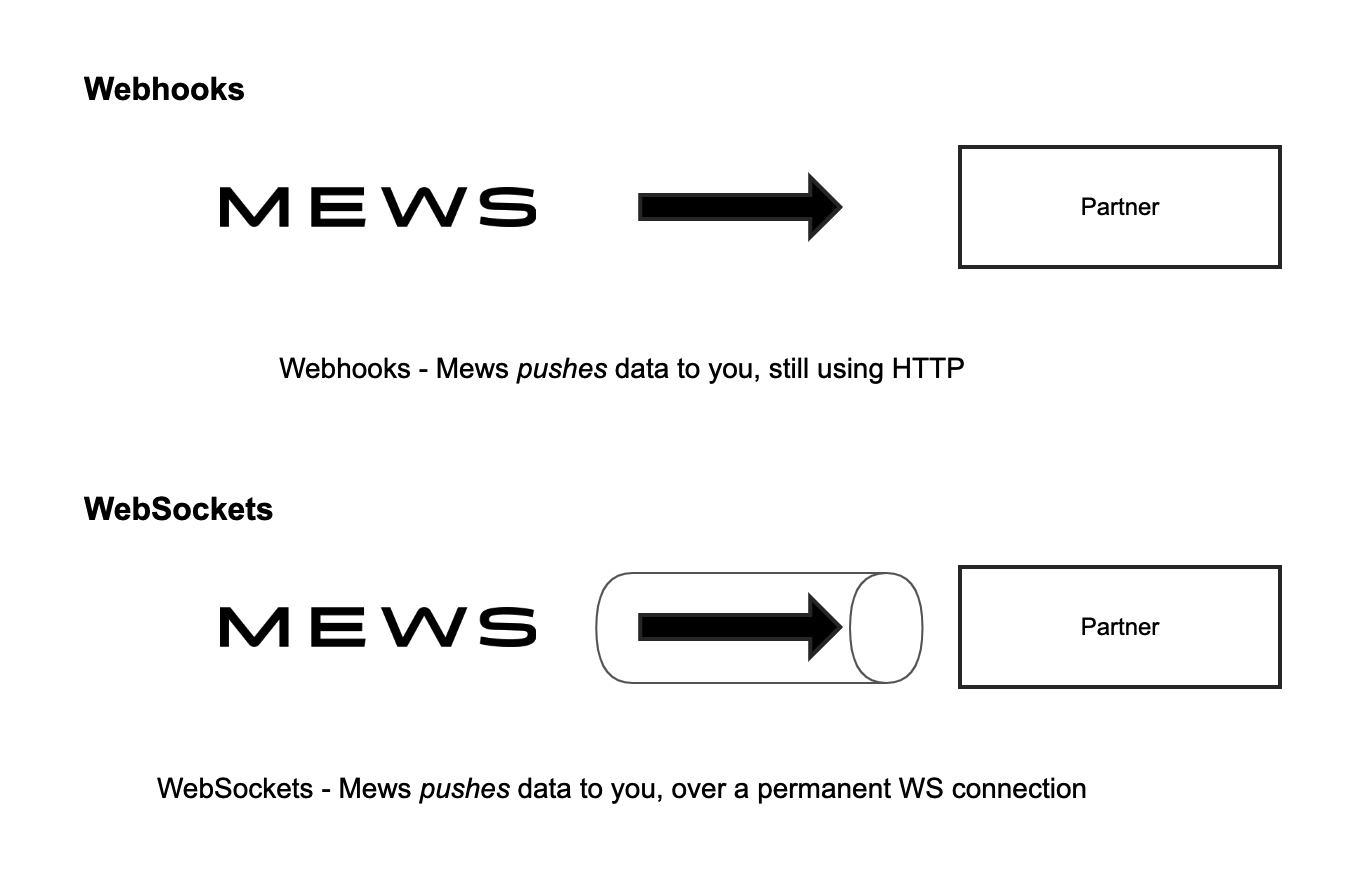 Webhooks
MEWS
Partner
Webhooks - Mews pushes data to you, still using HTTP
WebSockets
MEWS
Partner
WebSockets - Mews pushes data to you, over a permanent WS connection